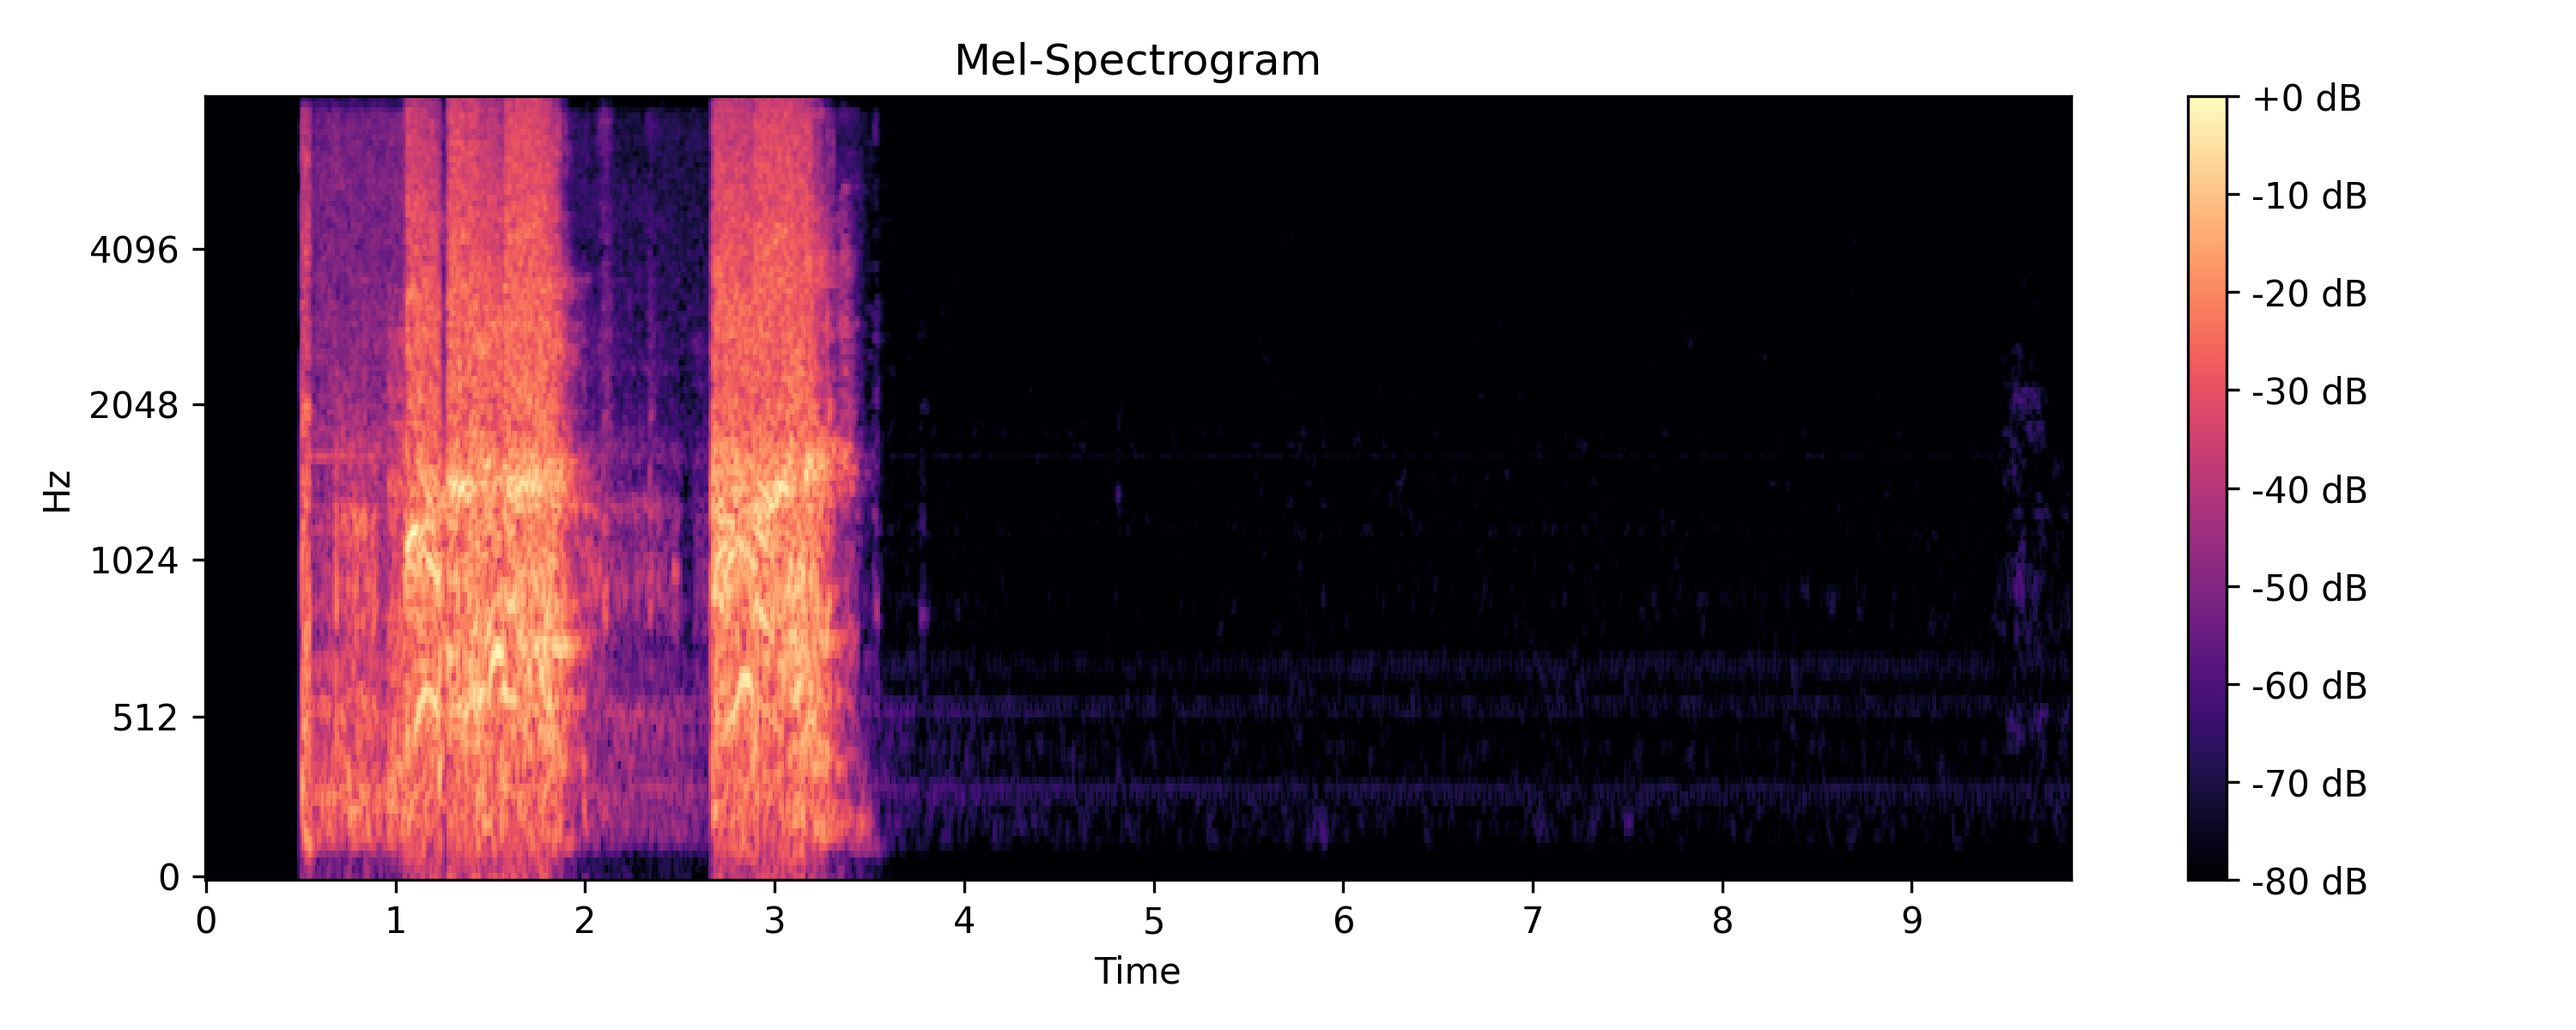 Mel-Spectrogram
+0 dB
-10 dB
4096
-20 dB
2048
-30 dB
Hz
-40 dB
1024
-50 dB
512
-60 dB
-70 dB
0
-80 dB
0 1 2 3 4 5 6 7 8 9
Time